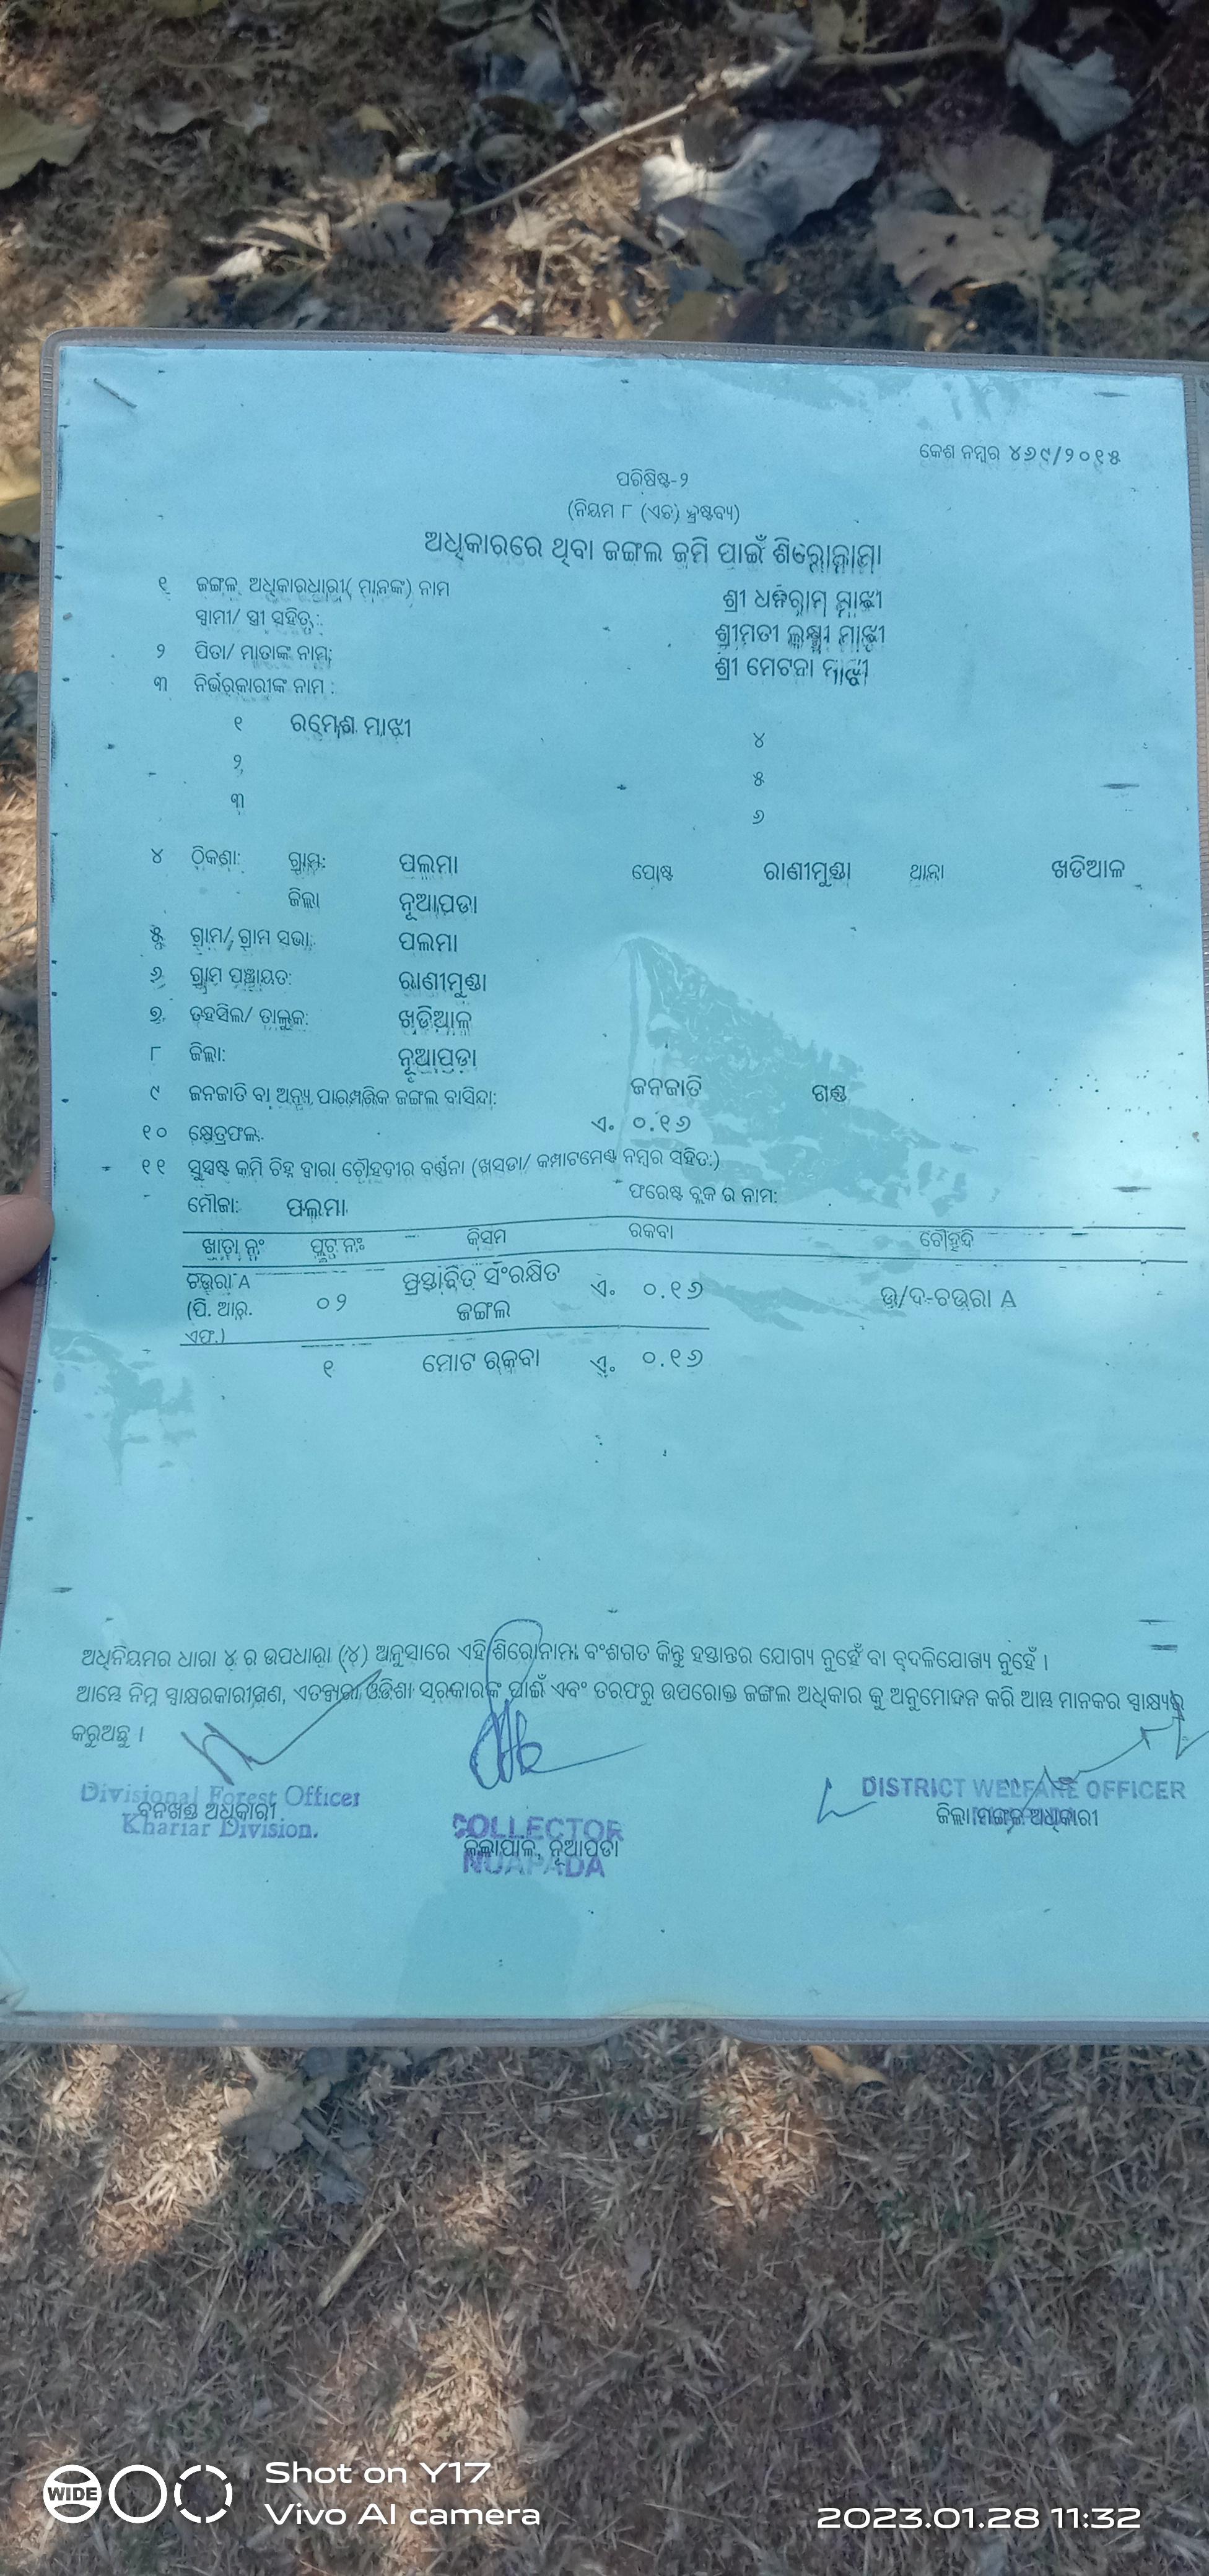 କେଶ ନମ୍ବର ୪୬୯/୨୦୧୫
ପରିଶିଷ୍ଟ-୨
(ନିୟମ ୮ (ଏଚ) ଦ୍ରଷ୍ଟବ୍ୟ)
ଅଧିକାରରେ ଥିବା ଜଙ୍ଗଲ ଜମି ପାଇଁ ଶିରୋନାମା
୧ ଜଙ୍ଗଲ ଅଧିକାରଧାରୀ( ମାନଙ୍କ) ନାମ ଶ୍ରୀ ଧନିରାମ ମାଝୀ
ସ୍ଵାମୀ/ ସ୍ତ୍ରୀ ସହିତ: ଶ୍ରୀମତୀ ଲକ୍ଷ୍ମୀ ମାଝୀ
୨ ପିତା/ ମାତାଙ୍କ ନାମ: ଶ୍ରୀ ମେଟନା ମାଝୀ
୩ ନିର୍ଭରକାରୀଙ୍କ ନାମ :
୧ ରମେଶ ମାଝୀ ୪
୨ ୫
୩ ୬
୪ ଠିକଣା: ଗ୍ରାମ: ପଲମା ପୋଷ୍ଟ ରାଣୀମୁଣ୍ଡା ଥାନା ଖଡିଆଳ
ଜିଲ୍ଲା ନୂଆପଡା
୫ ଗ୍ରାମ/ ଗ୍ରାମ ସଭା: ପଲମା
୬ ଗ୍ରାମ ପଞ୍ଚାୟତ: ରାଣୀମୁଣ୍ଡା
୭ ତହସିଲ/ ତାଲୁକ: ଖଡିଆଳ
୮ ଜିଲ୍ଲା: ନୂଆପଡା
୯ ଜନଜାତି ବା ଅନ୍ୟ ପାରମ୍ପରିକ ଜଙ୍ଗଲ ବାସିନ୍ଦା: ଜନଜାତି ଗଣ୍ଡ
୧୦ କ୍ଷେତ୍ରଫଳ: ଏ. ୦.୧୬
୧୧ ସୁସ୍ପଷ୍ଟ ଜମି ଚିହ୍ନ ଦ୍ୱାରା ଚୌହଦୀର ବର୍ଣ୍ଣନା (ଖସଡା/ କମ୍ପାଟମେଣ୍ଟ ନମ୍ବର ସହିତ:)
ମୌଜା: ପଲମା ଫରେଷ୍ଟ ବ୍ଲକ ର ନାମ:
ଖାତା ନଂ ପ୍ଲଟ ନଂ କିସମ ରକବା ଚୌହଦି
ଚଉରା A ପ୍ରସ୍ତାବିତ ସଂରକ୍ଷିତ
(ପି. ଆର. ୦୨ ଜଙ୍ଗଲ ଏ. ୦.୧୬ ଉ/ଦ-ଚଉରା A
ଏଫ.)
୧ ମୋଟ ରକବା ଏ. ୦.୧୬
ଅଧିନିୟମର ଧାରା ୪ ର ଉପଧାରା (୪) ଅନୁସାରେ ଏହି ଶିରୋନାମା ବଂଶଗତ କିନ୍ତୁ ହସ୍ତାନ୍ତର ଯୋଗ୍ୟ ନୁହେଁ ବା ବଦଳିଯୋଖ୍ୟ ନୁହେଁ ।
ଆମ୍ଭେ ନିମ୍ନ ସ୍ଵାକ୍ଷରକାରୀଗଣ, ଏତଦ୍ଵାରା ଓଡିଶା ସରକାରଙ୍କ ପାଇଁ ଏବଂ ତରଫରୁ ଉପରୋକ୍ତ ଜଙ୍ଗଲ ଅଧିକାର କୁ ଅନୁମୋଦନ କରି ଆମ୍ଭ ମାନକର
କରୁଅଛୁ ।
Divisional Forest Officer
ବନଖଣ୍ଡ ଅଧିକାରୀ
Khariar Division.
COLLECTOR
ଜିଲ୍ଲାପାଳ, ନୂଆପଡା
NUAPADA
DISTRICT WELFARE OFFICER
ଜିଲ୍ଲା ମଙ୍ଗଳ ଅଧିକାରୀ
WIDE
Shot on Y17
Vivo AI camera
2023.01.28 11:32